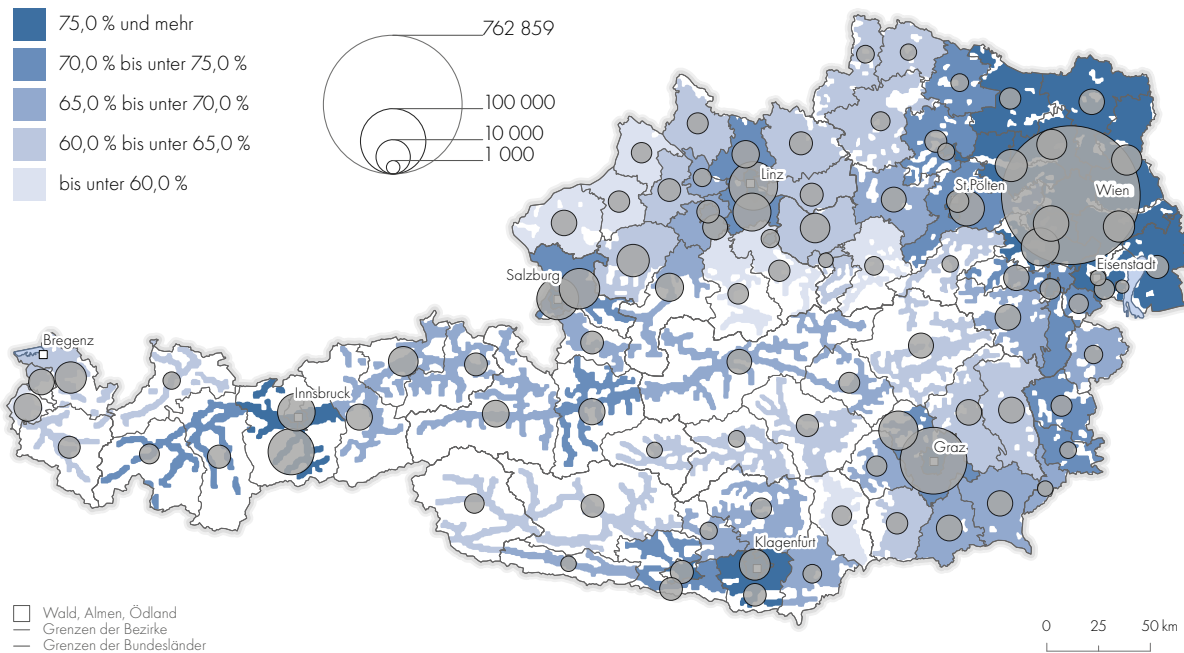 75,0 % und mehr
70,0 % bis unter 75,0 %
65,0 % bis unter 70,0 %
60,0 % bis unter 65,0 %
bis unter 60,0 %
762 859
100 000
10 000
1 000
Linz
St.Pölten
Wien
Salzburg
Eisenstadt
Bregenz
Innsbruck
Graz
Klagenfurt
Wald, Almen, Ödland
Grenzen der Bezirke
Grenzen der Bundesländer
0 25 50 km